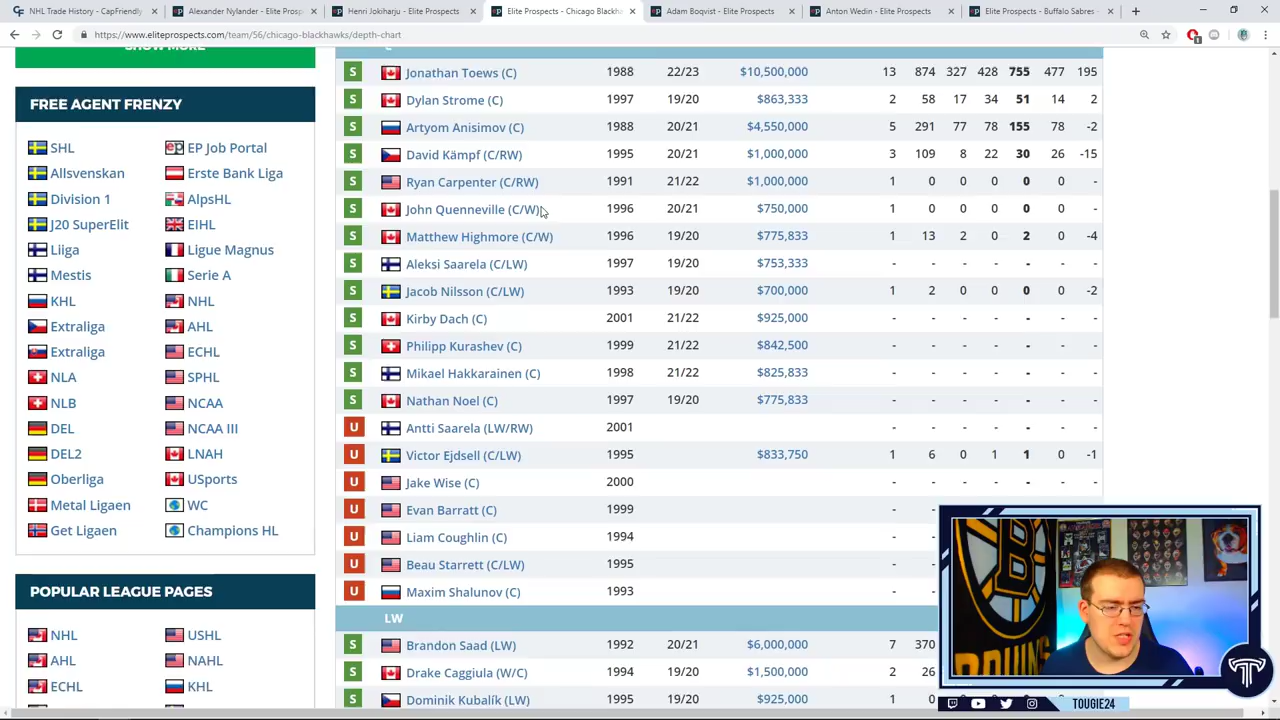 NHL Trade History - CapFriendly
Alexander Nylander - Elite Prosp
Henri Jokiharju - Elite Prospects
Elite Prospects - Chicago Blackh
Adam Boqvist - Elite Prospects
Anton Wedin - Elite Prospects
Elite Prospects - Buffalo Sabres -
https://www.eliteprospects.com/team/56/chicago-blackhawks/depth-chart
SHOW MORE
FREE AGENT FRENZY
SHL EP Job Portal
Allsvenskan Erste Bank Liga
Division 1 AlpsHL
J20 SuperElit EIHL
Liiga Ligue Magnus
Mestis Serie A
KHL NHL
Extraliga AHL
Extraliga ECHL
NLA SPHL
NLB NCAA
DEL NCAA III
DEL2 LNAH
Oberliga USports
Metal Ligaen WC
Get Ligaen Champions HL
POPULAR LEAGUE PAGES
NHL USHL
AHL NAHL
ECHL KHL
S Jonathan Toews (C) 1988 22/23 $10,500,000 13 874 327 428 755 477 195
S Dylan Strome (C) 1997 19/20 $863,333 2 58 17 34 51 14 2
S Artyom Anisimov (C) 1988 20/21 $4,550,000 5 291 77 78 155 78 -2
S David Kämpf (C/RW) 1995 20/21 $1,000,000 3 109 8 22 30 26 -15
S Ryan Carpenter (C/RW) 1991 21/22 $1,000,000 0 0 0 0 0 -
S John Quenneville (C/W) 1996 20/21 $750,000 0 0 0 0 0 -
S Matthew Highmore (C/W) 1996 19/20 $775,833 1 13 2 0 2 2 -4
S Aleksi Saarela (C/LW) 1997 19/20 $753,333 - - - - - - -
S Jacob Nilsson (C/LW) 1993 19/20 $700,000 1 2 0 0 0 0 -2
S Kirby Dach (C) 2001 21/22 $925,000 - - - - - - -
S Philipp Kurashev (C) 1999 21/22 $842,500 - - - - - - -
S Mikael Hakkarainen (C) 1998 21/22 $825,833 - - - - - - -
S Nathan Noel (C) 1997 19/20 $775,833 - - - - - - -
U Antti Saarela (LW/RW) 2001 - - - - - - -
U Victor Ejdsell (C/LW) 1995 $833,750 1 6 0 1 1 0 -1
U Jake Wise (C) 2000 - - - - - - -
U Evan Barratt (C) 1999
U Liam Coughlin (C) 1994
U Beau Starrett (C/LW) 1995
U Maxim Shalunov (C) 1993
LW
S Brandon Saad (LW) 1992 20/21 $6,000,000 7 370
S Drake Caggiula (W/C) 1994 19/20 $1,500,000 2 26
S Dominik Kubalík (LW) 1995 19/20 $925,000 0
TOUGIE24